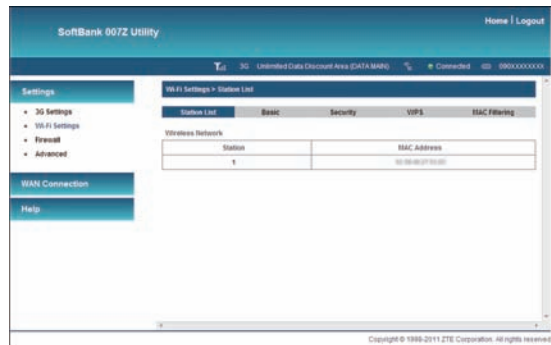 Home | Logout
SoftBank 007Z Utility
3G Unlimited Data Discount Area (DATA MAIN) Connected 090XXXXXXXX
Settings
Wi-Fi Settings > Station List
3G Settings
Wi-Fi Settings
Firewall
Advanced
Station List Basic Security WPS MAC Filtering
Wireless Network
Station MAC Address
1
WAN Connection
Help
Copyright © 1998-2011 ZTE Corporation. All rights reserved